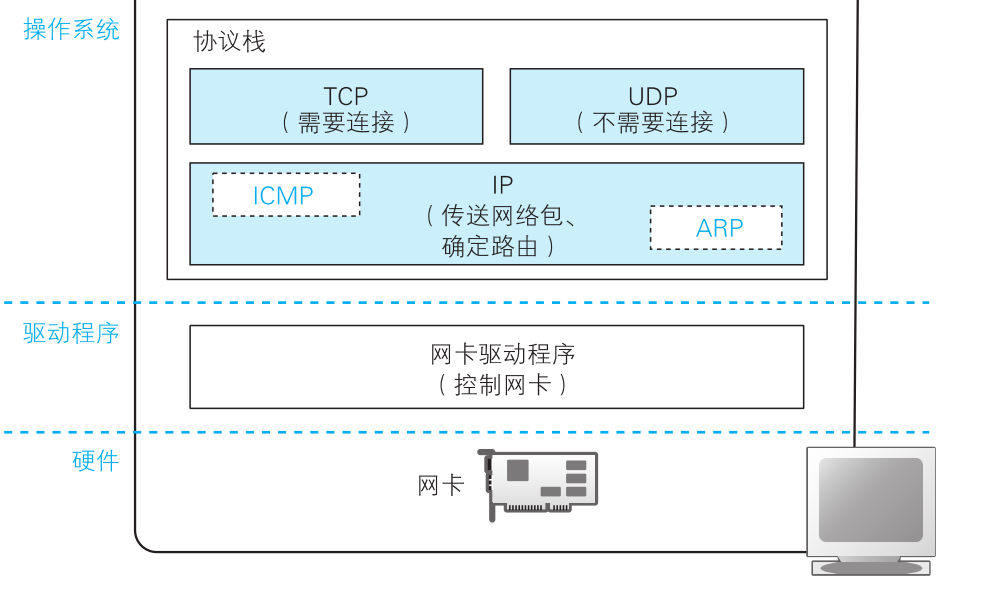 操作系统
协议栈
TCP
（需要连接）
UDP
（不需要连接）
ICMP
IP
（传送网络包、
确定路由）
ARP
驱动程序
网卡驱动程序
（控制网卡）
硬件
网卡